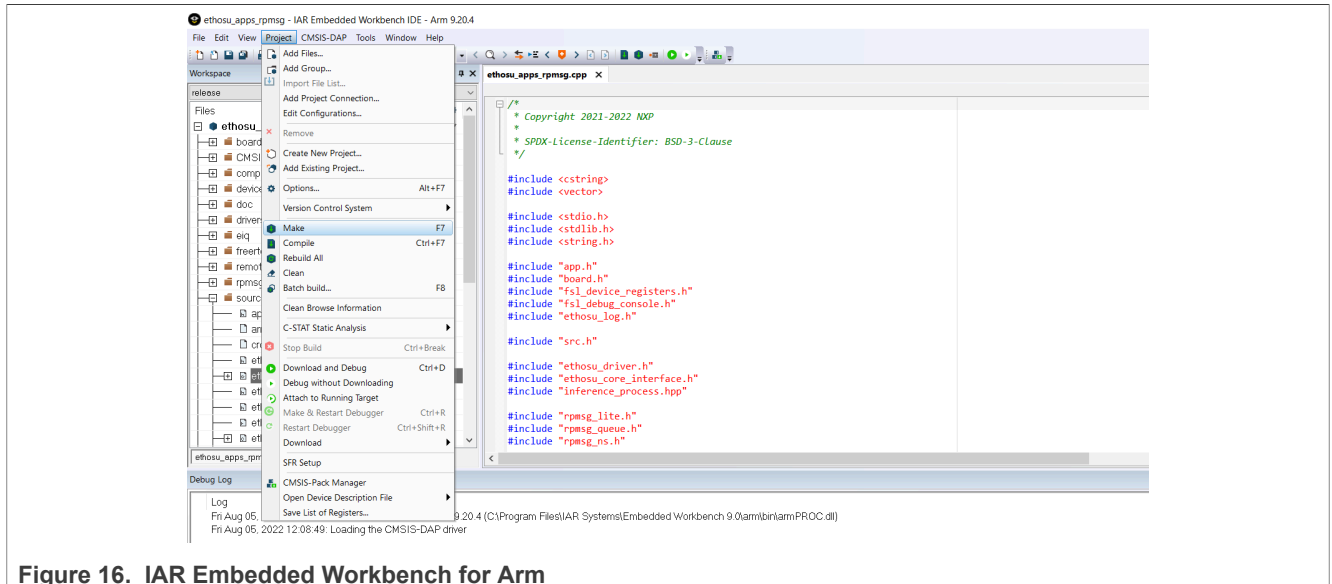 ethosu_apps_rpmsg - IAR Embedded Workbench IDE - Arm 9.20.4
File Edit View Project CMSIS-DAP Tools Window Help
Workspace
release
Files
ethosu_
board
CMSI
comp
device
doc
driver
eiq
freert
remot
rpmsg
sourc
ap
an
cr
et
et
et
et
et
et
ethosu_apps_rpm
Add Files...
Add Group...
Import File List...
Add Project Connection...
Edit Configurations...
Remove
Create New Project...
Add Existing Project...
Options... Alt+F7
Version Control System
Make F7
Compile Ctrl+F7
Rebuild All
Clean
Batch build... F8
Clean Browse Information
C-STAT Static Analysis
Stop Build Ctrl+Break
Download and Debug Ctrl+D
Debug without Downloading
Attach to Running Target
Make & Restart Debugger Ctrl+R
Restart Debugger Ctrl+Shift+R
Download
SFR Setup
CMSIS-Pack Manager
Open Device Description File
Save List of Registers...
ethosu_apps_rpmsg.cpp
/*
* Copyright 2021-2022 NXP
*
* SPDX-License-Identifier: BSD-3-Clause
*/
#include <cstring>
#include <vector>
#include <stdio.h>
#include <stdlib.h>
#include <string.h>
#include "app.h"
#include "board.h"
#include "fsl_device_registers.h"
#include "fsl_debug_console.h"
#include "ethosu_log.h"
#include "src.h"
#include "ethosu_driver.h"
#include "ethosu_core_interface.h"
#include "inference_process.hpp"
#include "rpmsg_lite.h"
#include "rpmsg_queue.h"
#include "rpmsg_ns.h"
Debug Log
Log
Fri Aug 05, 9.20.4 (C:\Program Files\IAR Systems\Embedded Workbench 9.0\arm\bin\armPROC.dll)
Fri Aug 05, 2022 12:08:49: Loading the CMSIS-DAP driver
Figure 16. IAR Embedded Workbench for Arm